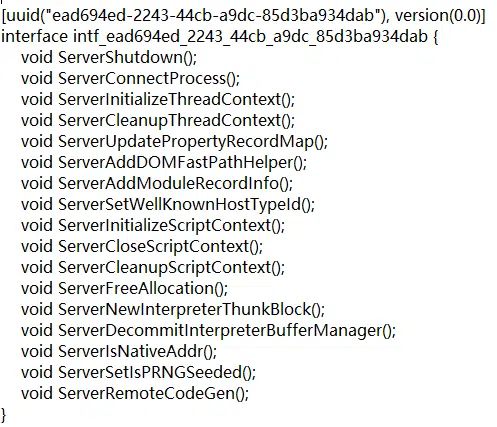 [uuid("ead694ed-2243-44cb-a9dc-85d3ba934dab"), version(0.0)]
interface intf_ead694ed_2243_44cb_a9dc_85d3ba934dab {
    void ServerShutdown();
    void ServerConnectProcess();
    void ServerInitializeThreadContext();
    void ServerCleanupThreadContext();
    void ServerUpdatePropertyRecordMap();
    void ServerAddDOMFastPathHelper();
    void ServerAddModuleRecordInfo();
    void ServerSetWellKnownHostTypeId();
    void ServerInitializeScriptContext();
    void ServerCloseScriptContext();
    void ServerCleanupScriptContext();
    void ServerFreeAllocation();
    void ServerNewInterpreterThunkBlock();
    void ServerDecommitInterpreterBufferManager();
    void ServerIsNativeAddr();
    void ServerSetIsPRNGSeeded();
    void ServerRemoteCodeGen();
}